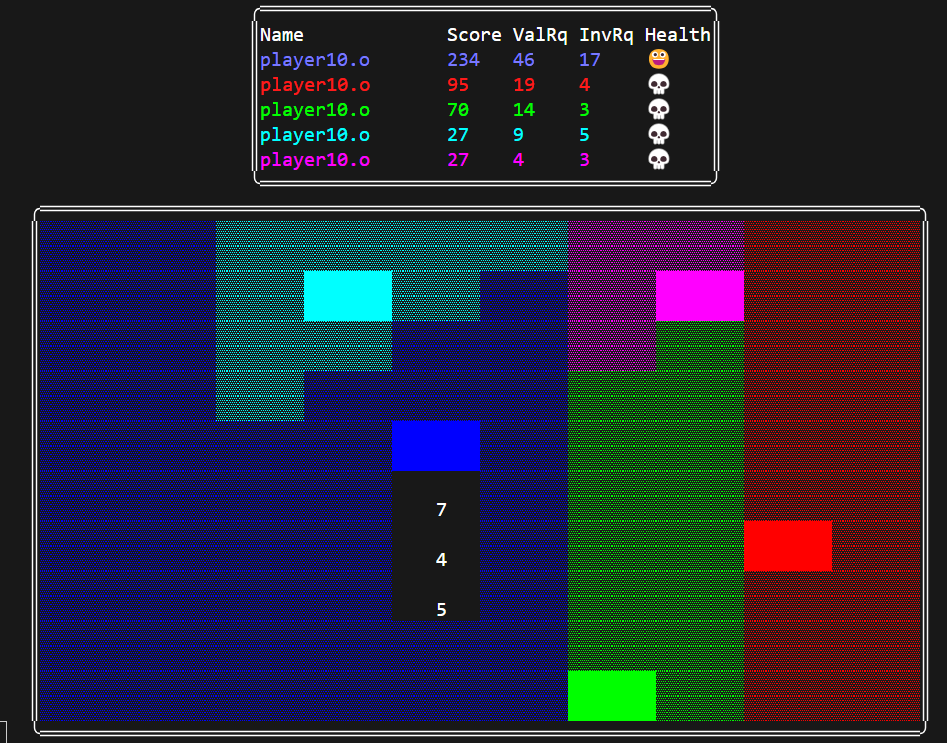 Name Score ValRq InvRq Health
player10.o 234 46 17
player10.o 95 19 4
player10.o 70 14 3
player10.o 27 9 5
player10.o 27 4 3
7
4
5